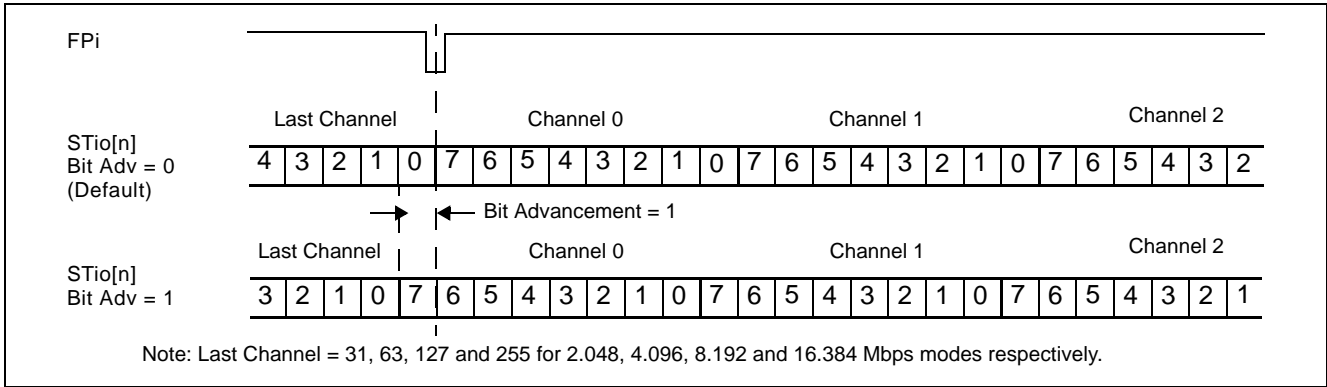 FPi
Last Channel Channel 0 Channel 1 Channel 2
STio[n]
Bit Adv = 0
(Default)
4 3 2 1 0 7 6 5 4 3 2 1 0 7 6 5 4 3 2 1 0 7 6 5 4 3 2
Bit Advancement = 1
Last Channel Channel 0 Channel 1 Channel 2
STio[n]
Bit Adv = 1
3 2 1 0 7 6 5 4 3 2 1 0 7 6 5 4 3 2 1 0 7 6 5 4 3 2 1
Note: Last Channel = 31, 63, 127 and 255 for 2.048, 4.096, 8.192 and 16.384 Mbps modes respectively.